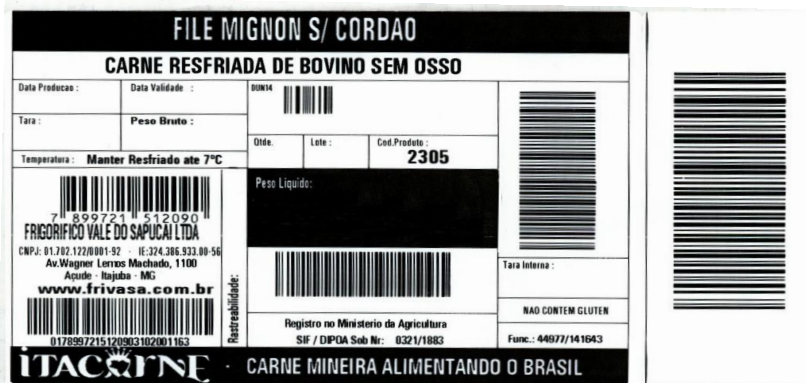 FILE MIGNON S/ CORDAO
CARNE RESFRIADA DE BOVINO SEM OSSO
Data Producao :
Data Validade :
DUN14
Tara :
Peso Bruto :
Qtde.
Lote :
Cod.Produto :
2305
Temperatura : Manter Resfriado ate 7°C
Peso Liquido:
7 899721 512090
FRIGORIFICO VALE DO SAPUCAI LTDA
CNPJ: 01.702.122/0001-92 - IE:324.386.933.00-56
Av.Wagner Lemos Machado, 1100
Açude - Itajuba - MG
www.frivasa.com.br
0178997215120903102001163
Rastreabilidade:
Registro no Ministerio da Agricultura
SIF / DIPOA Sob Nr: 0321/1883
Tara Interna :
NAO CONTEM GLUTEN
Func.: 44977/141643
ITACARNE - CARNE MINEIRA ALIMENTANDO O BRASIL